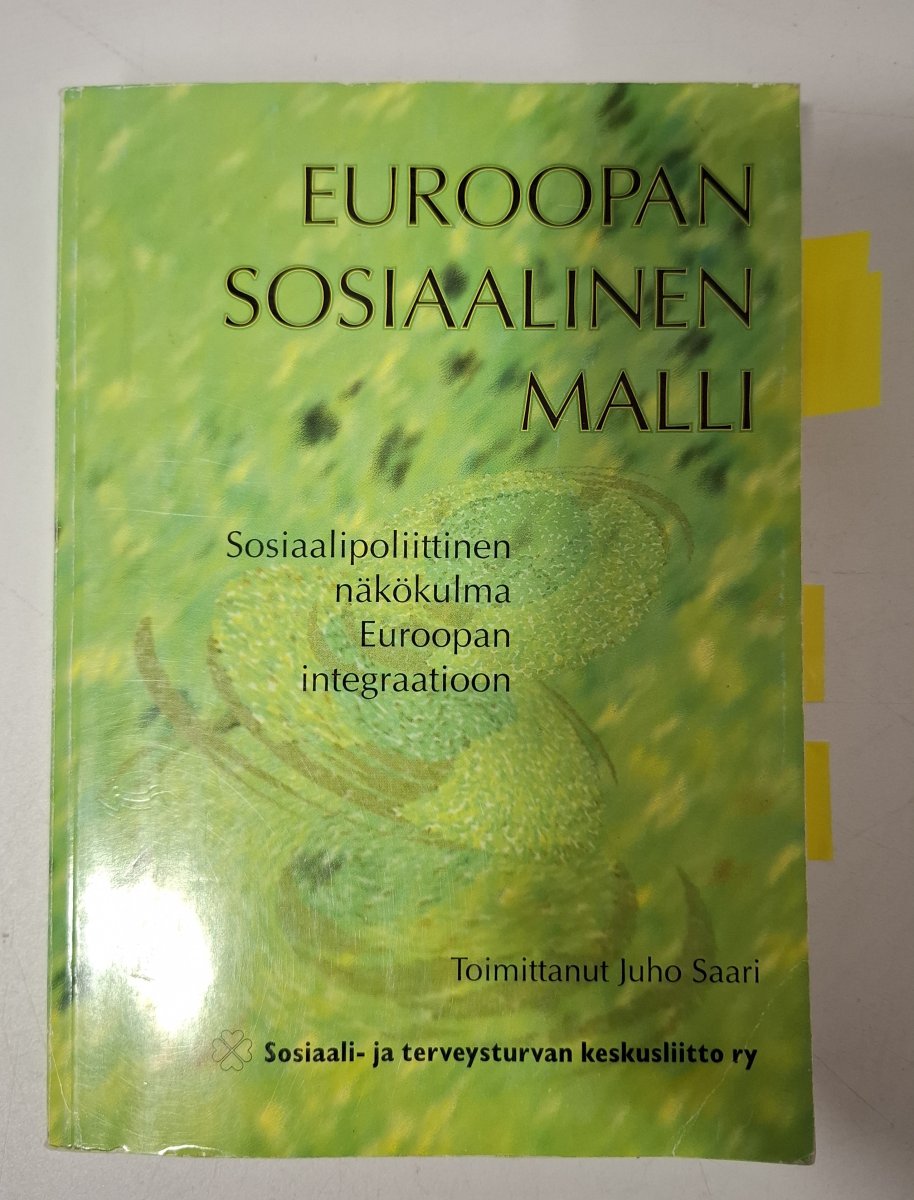 EUROOPAN
SOSIAALINEN
MALLI
Sosiaalipoliittinen
näkökulma
Euroopan
integraatioon
Toimittanut Juho Saari
Sosiaali- ja terveysturvan keskusliitto ry